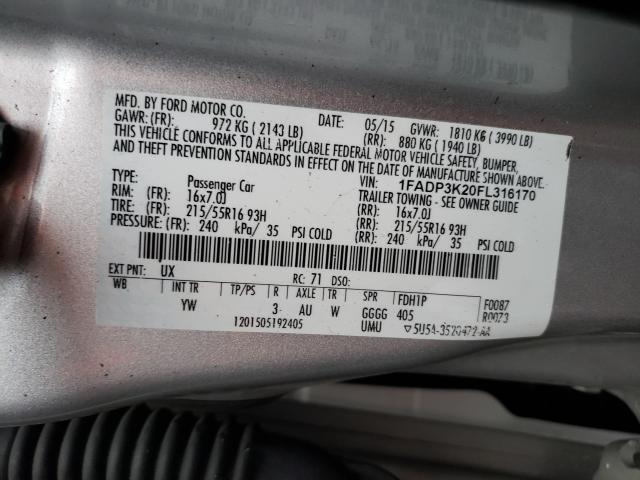 MFD. BY FORD MOTOR CO.
DATE: 05/15 GVWR: 1810 KG (3990 LB)
GAWR: (FR): 972 KG (2143 LB) (RR): 880 KG (1940 LB)
THIS VEHICLE CONFORMS TO ALL APPLICABLE FEDERAL MOTOR VEHICLE SAFETY, BUMPER,
AND THEFT PREVENTION STANDARDS IN EFFECT ON THE DATE OF MANUFACTURE SHOWN ABOVE.
VIN: 1FADP3K20FL316170
TYPE: Passenger Car TRAILER TOWING - SEE OWNER GUIDE
RIM: 16x7.0J (RR): 16x7.0J
TIRE: (FR): 215/55R16 93H (RR): 215/55R16 93H
PRESSURE: (FR): 240 kPa/ 35 PSI COLD (RR): 240 kPa/ 35 PSI COLD
EXT PNT: UX RC: 71 DSO:
WB INT TR TP/PS R AXLE TR SPR FDH1P F0087
YW 3 AU W GGGG 405 R0073
1201505192405 UMU